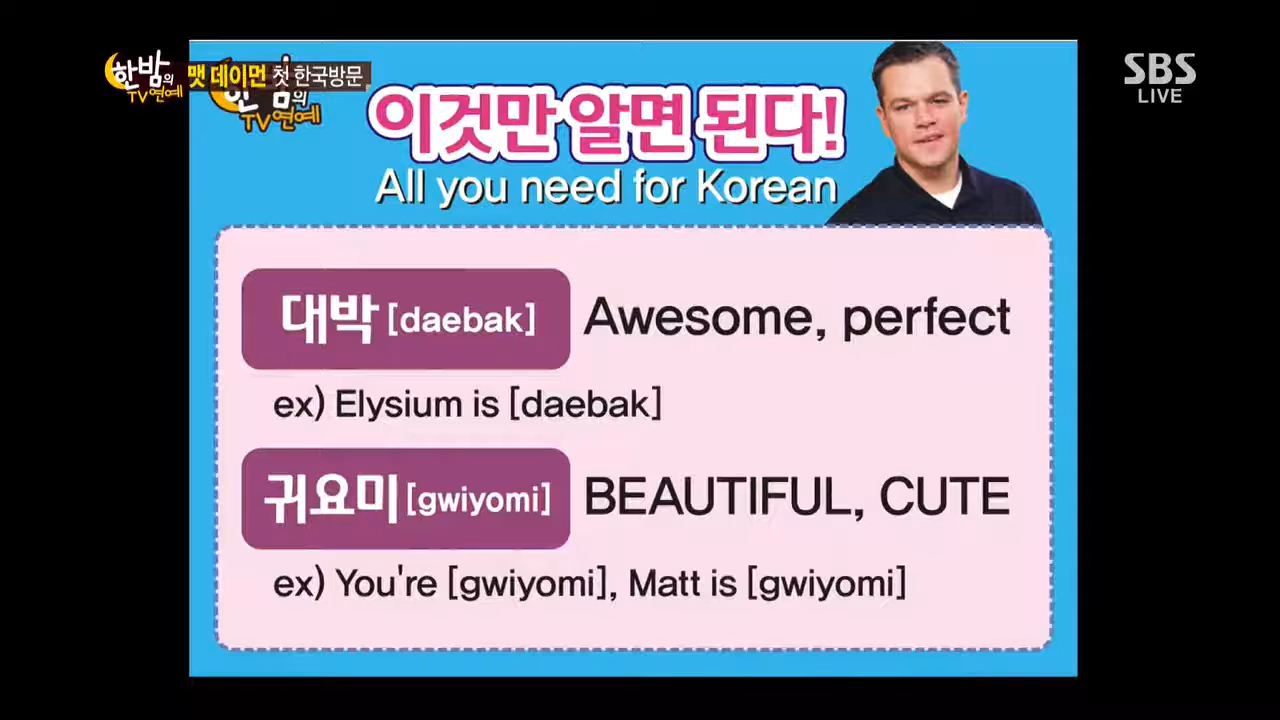 한밤의 TV연예
맷 데이먼 첫 한국방문
한밤의
TV연예
SBS
LIVE
이것만 알면 된다!
All you need for Korean
대박 [daebak] Awesome, perfect
ex) Elysium is [daebak]
귀요미 [gwiyomi] BEAUTIFUL, CUTE
ex) You're [gwiyomi], Matt is [gwiyomi]